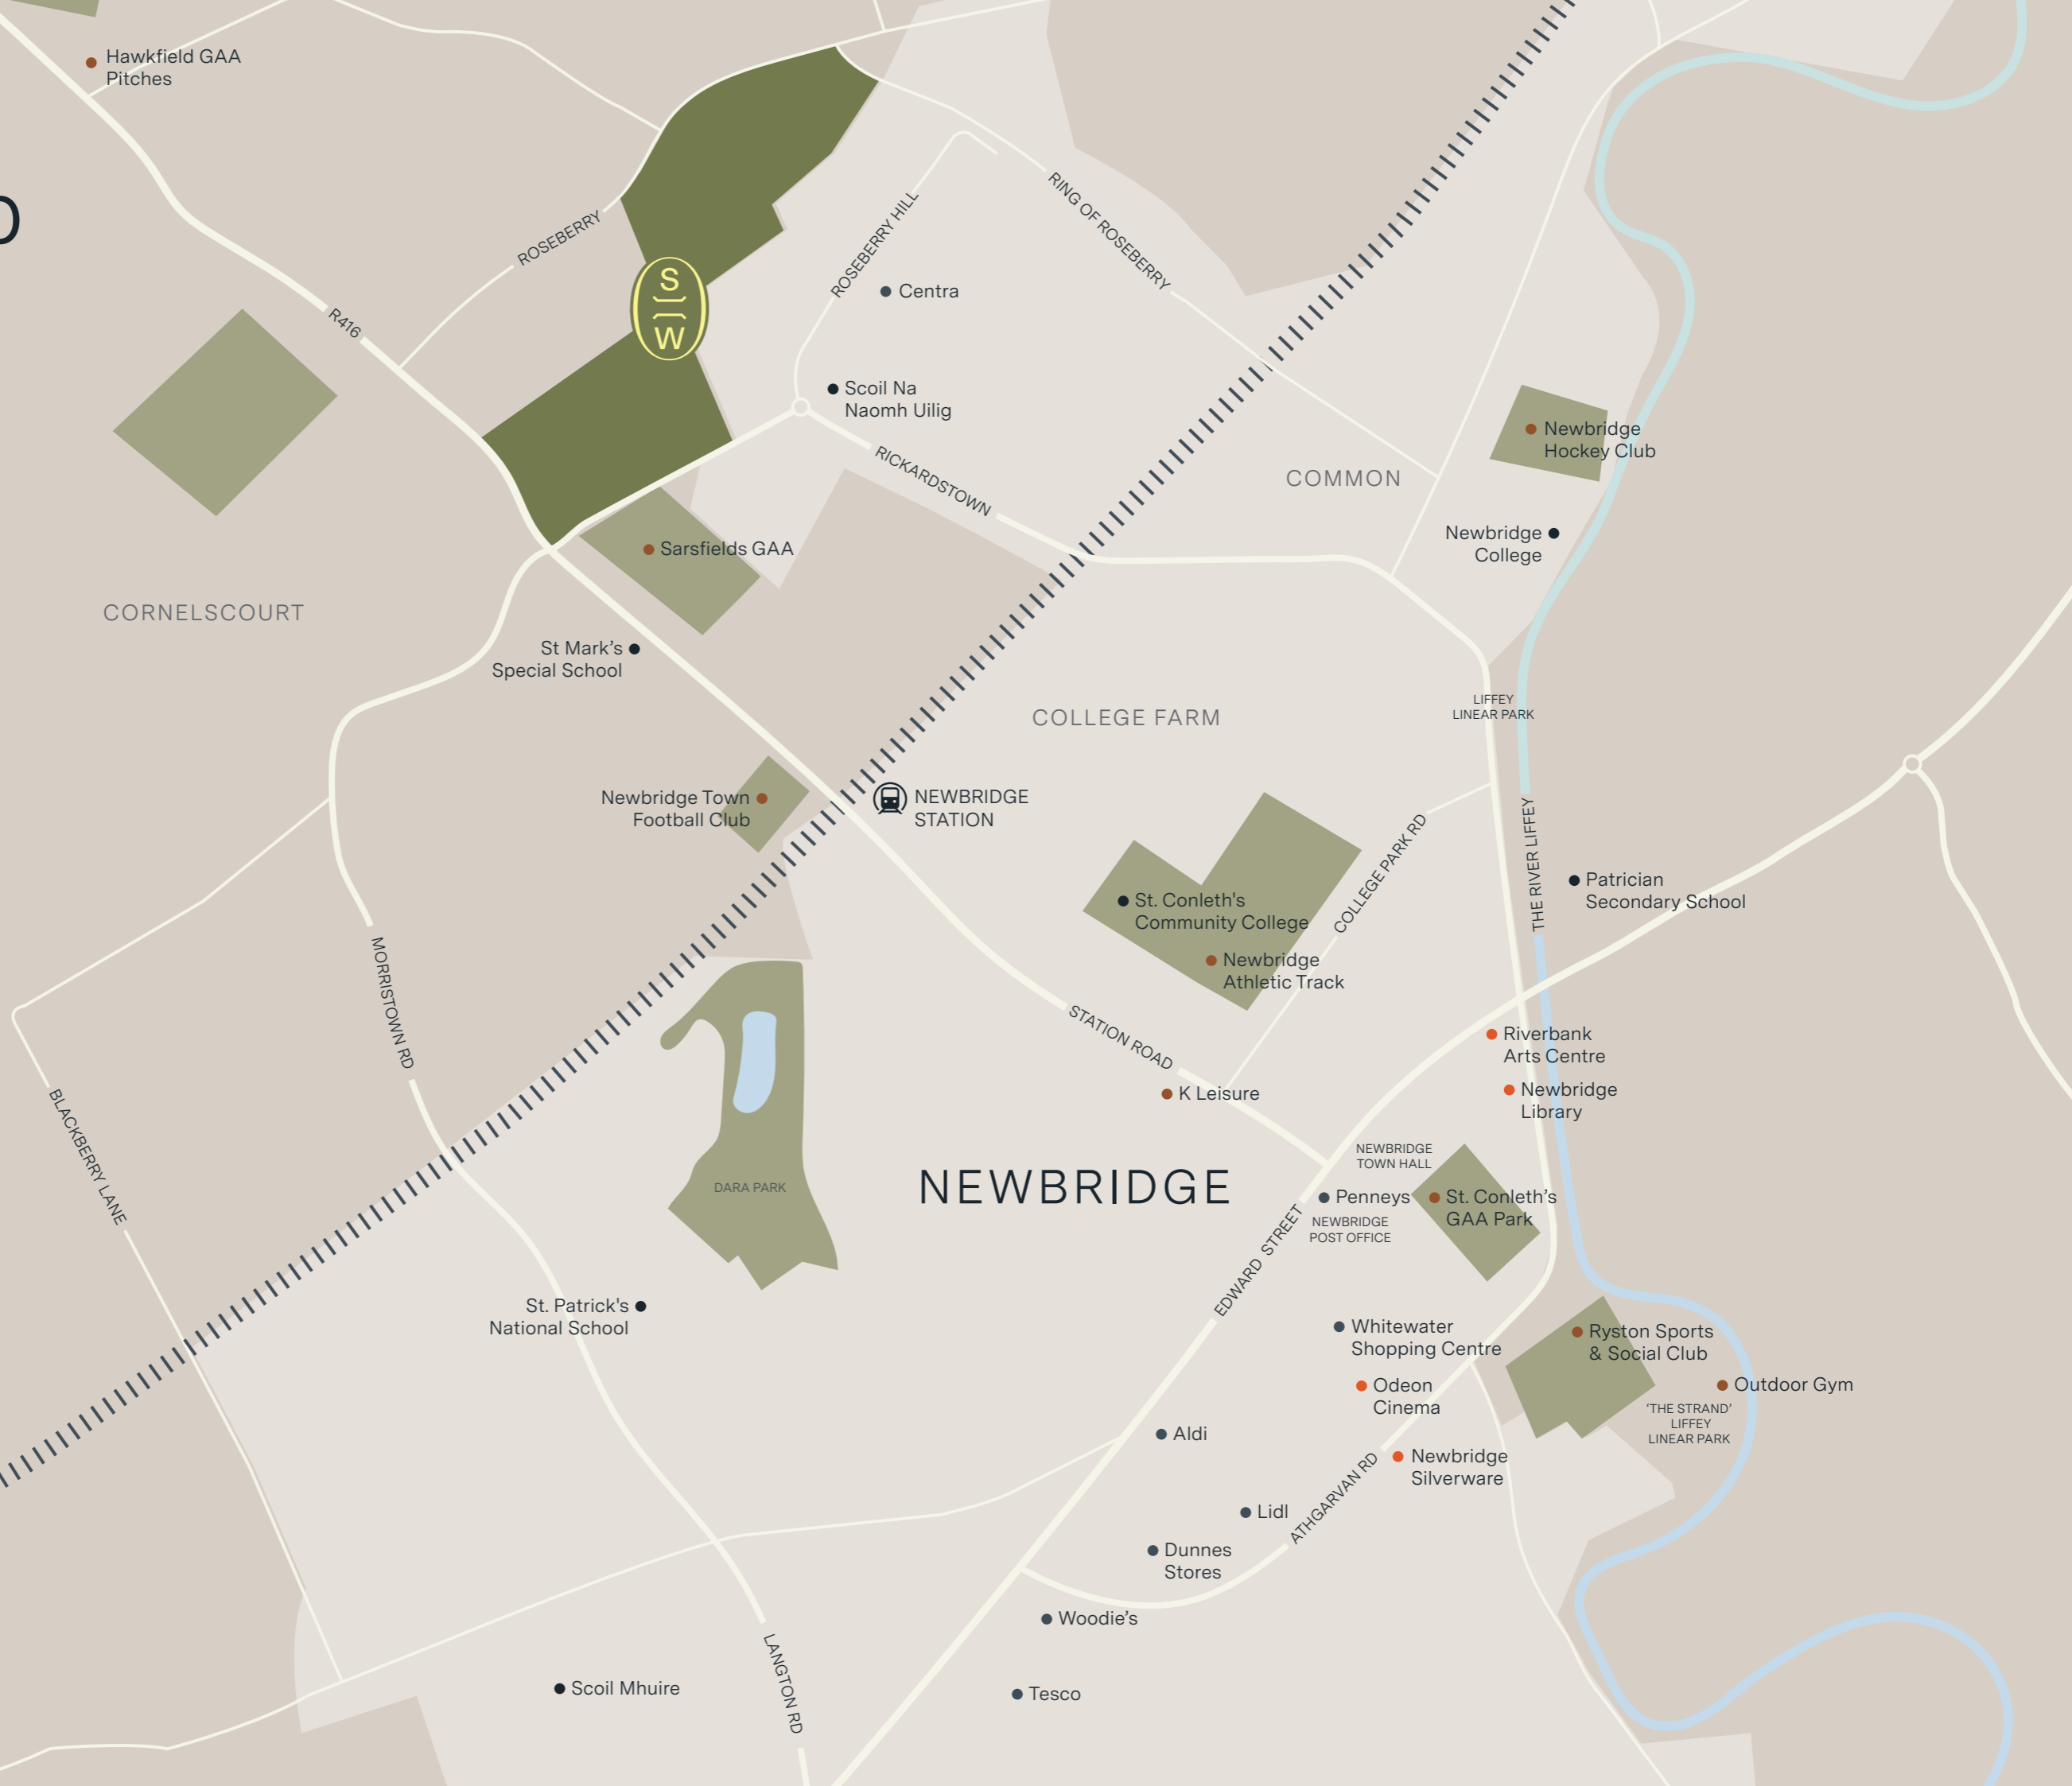 Hawkfield GAA
Pitches
D
ROSEBERRY
ROSEBERRY HILL
RING OF ROSEBERRY
S
W
Centra
R416
Scoil Na
Naomh Uilig
RICKARDSTOWN
COMMON
Newbridge
Hockey Club
Newbridge
College
Sarsfields GAA
CORNELSCOURT
St Mark’s
Special School
COLLEGE FARM
LIFFEY
LINEAR PARK
Newbridge Town
Football Club
NEWBRIDGE
STATION
COLLEGE PARK RD
THE RIVER LIFFEY
Patrician
Secondary School
St. Conleth's
Community College
Newbridge
Athletic Track
MORRISTOWN RD
STATION ROAD
Riverbank
Arts Centre
K Leisure
Newbridge
Library
BLACKBERRY LANE
NEWBRIDGE
TOWN HALL
DARA PARK
NEWBRIDGE
Penneys
St. Conleth’s
GAA Park
NEWBRIDGE
POST OFFICE
EDWARD STREET
St. Patrick's
National School
Whitewater
Shopping Centre
Ryston Sports
& Social Club
Odeon
Cinema
Outdoor Gym
‘THE STRAND’
LIFFEY
LINEAR PARK
Aldi
Newbridge
Silverware
ATHGARVAN RD
Lidl
Dunnes
Stores
Woodie’s
LANGTON RD
Scoil Mhuire
Tesco